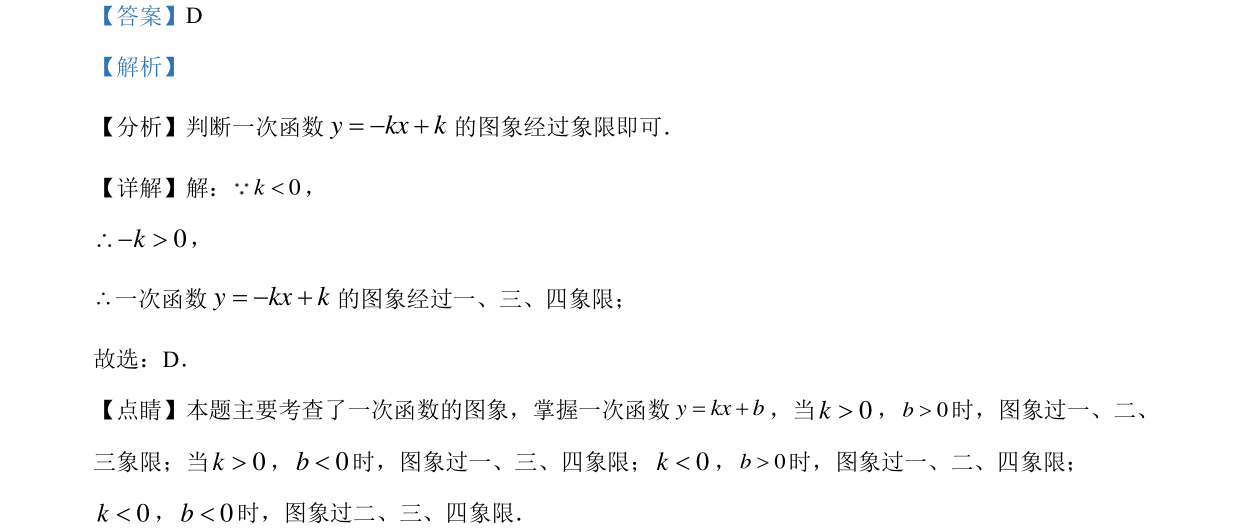 【答案】D
【解析】
【分析】判断一次函数 y = −kx + k 的图象经过象限即可．
【详解】解：∵k < 0，
∴−k > 0，
∴一次函数 y = −kx + k 的图象经过一、三、四象限；
故选：D．
【点睛】本题主要考查了一次函数的图象，掌握一次函数 y = kx + b，当 k > 0，b > 0时，图象过一、二、
三象限；当 k > 0，b < 0时，图象过一、三、四象限；k < 0，b > 0时，图象过一、二、四象限；
k < 0，b < 0时，图象过二、三、四象限．